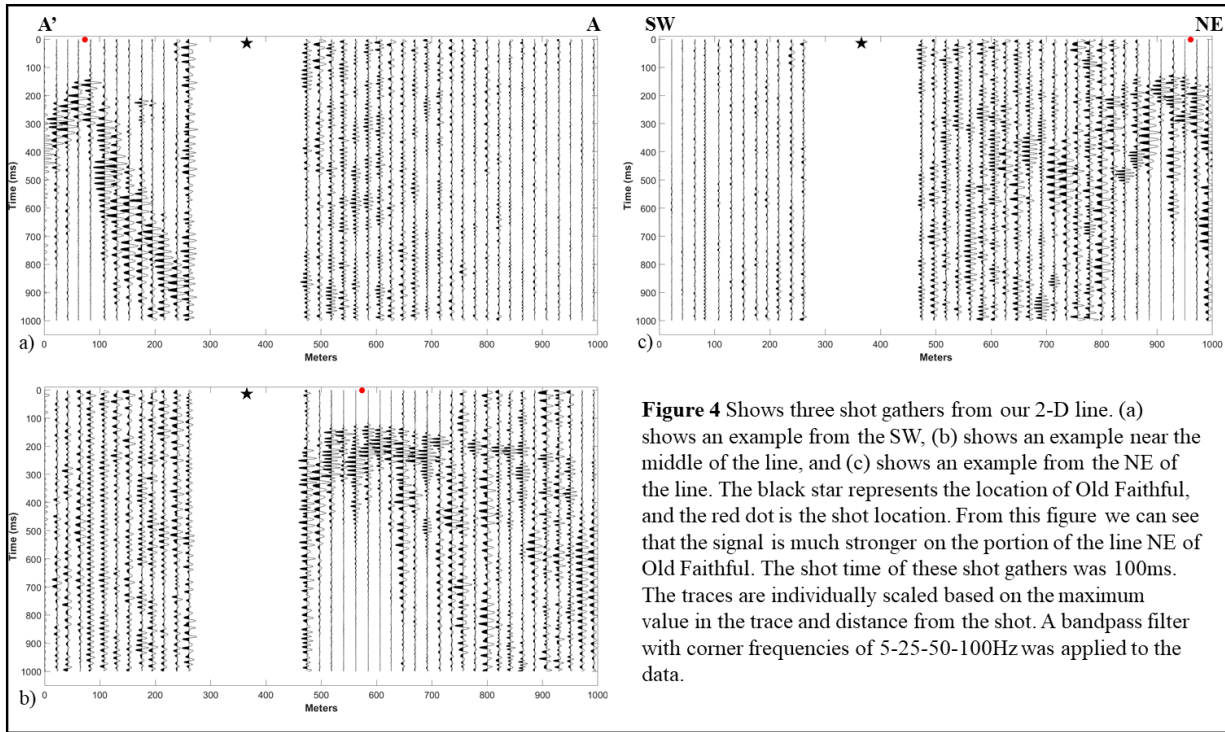 A’
A
0
100
200
300
400
500
600
700
800
900
1000
Time (ms)
0 100 200 300 400 500 600 700 800 900 1000
Meters
a)
SW
NE
0
100
200
300
400
500
600
700
800
900
1000
Time (ms)
0 100 200 300 400 500 600 700 800 900 1000
Meters
c)
0
100
200
300
400
500
600
700
800
900
1000
Time (ms)
0 100 200 300 400 500 600 700 800 900 1000
Meters
b)
Figure 4 Shows three shot gathers from our 2-D line. (a)
shows an example from the SW, (b) shows an example near the
middle of the line, and (c) shows an example from the NE of
the line. The black star represents the location of Old Faithful,
and the red dot is the shot location. From this figure we can see
that the signal is much stronger on the portion of the line NE of
Old Faithful. The shot time of these shot gathers was 100ms.
The traces are individually scaled based on the maximum
value in the trace and distance from the shot. A bandpass filter
with corner frequencies of 5-25-50-100Hz was applied to the
data.